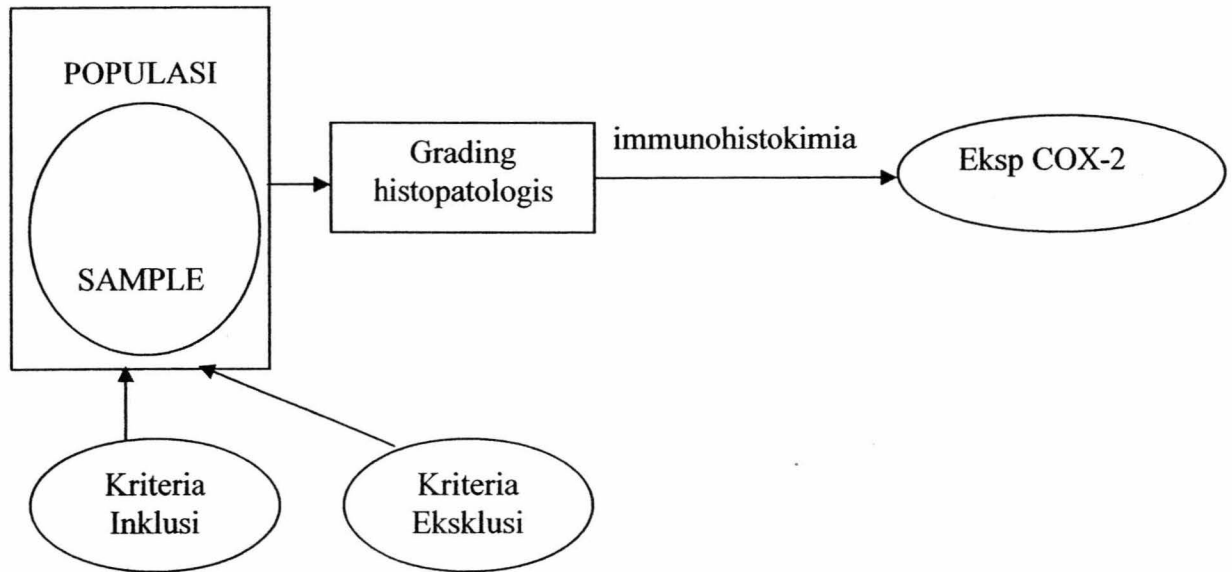 POPULASI
SAMPLE
Grading
histopatologis
immunohistokimia
Eksp COX-2
Kriteria
Inklusi
Kriteria
Eksklusi